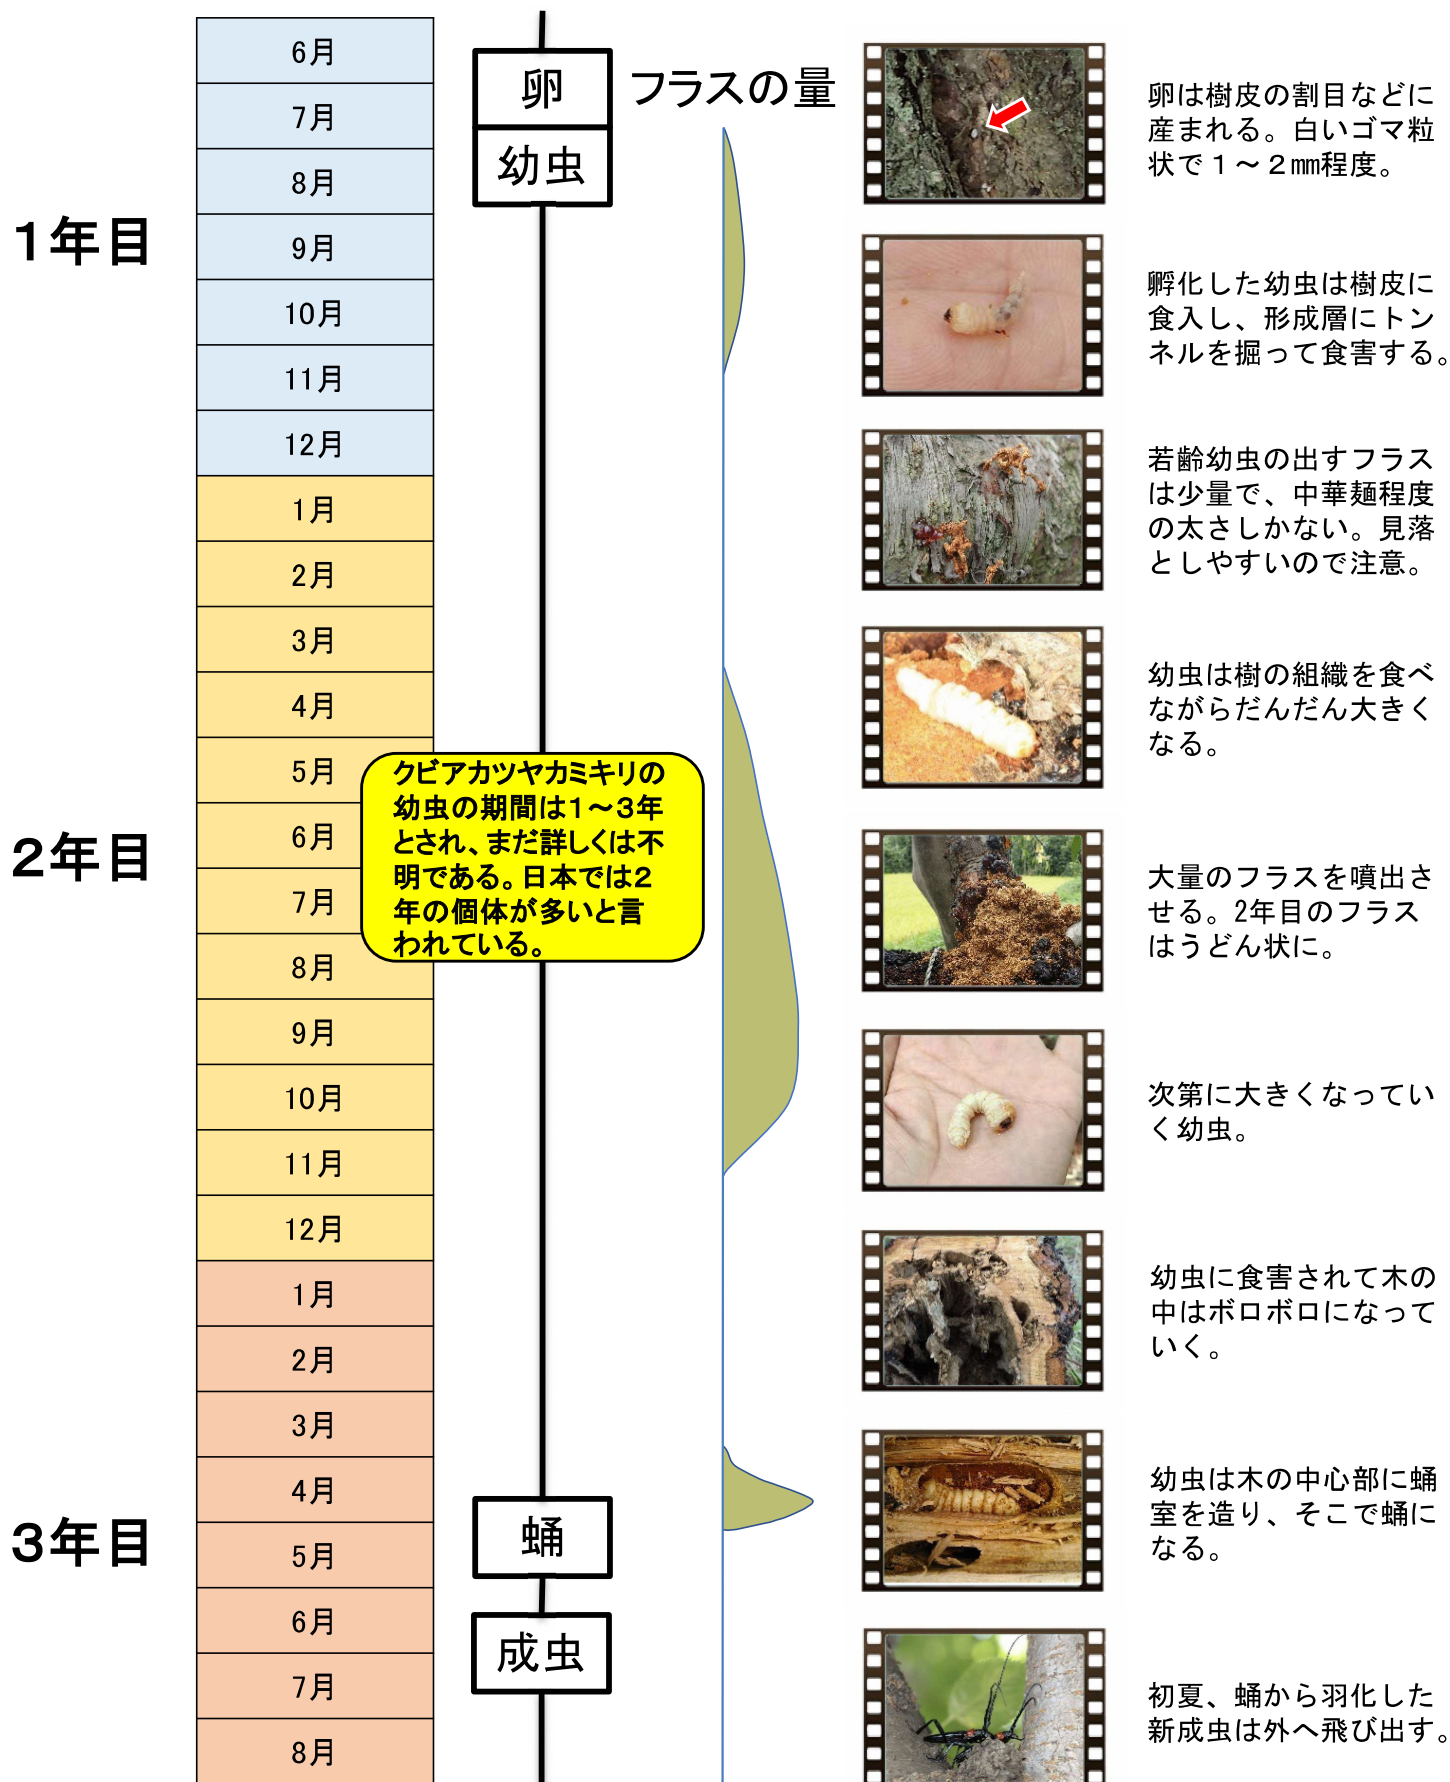 1年目
6月
7月
8月
9月
10月
11月
12月
2年目
1月
2月
3月
4月
5月
6月
7月
8月
9月
10月
11月
12月
3年目
1月
2月
3月
4月
5月
6月
7月
8月
卵
幼虫
クビアカツヤカミキリの
幼虫の期間は1～3年
とされ、まだ詳しくは不
明である。日本では2
年の個体が多いと言
われている。
蛹
成虫
フラスの量
卵は樹皮の割目などに
産まれる。白いゴマ粒
状で１～２㎜程度。
孵化した幼虫は樹皮に
食入し、形成層にトン
ネルを掘って食害する。
若齢幼虫の出すフラス
は少量で、中華麺程度
の太さしかない。見落
としやすいので注意。
幼虫は樹の組織を食べ
ながらだんだん大きく
なる。
大量のフラスを噴出さ
せる。2年目のフラス
はうどん状に。
次第に大きくなってい
く幼虫。
幼虫に食害されて木の
中はボロボロになって
いく。
幼虫は木の中心部に蛹
室を造り、そこで蛹に
なる。
初夏、蛹から羽化した
新成虫は外へ飛び出す。